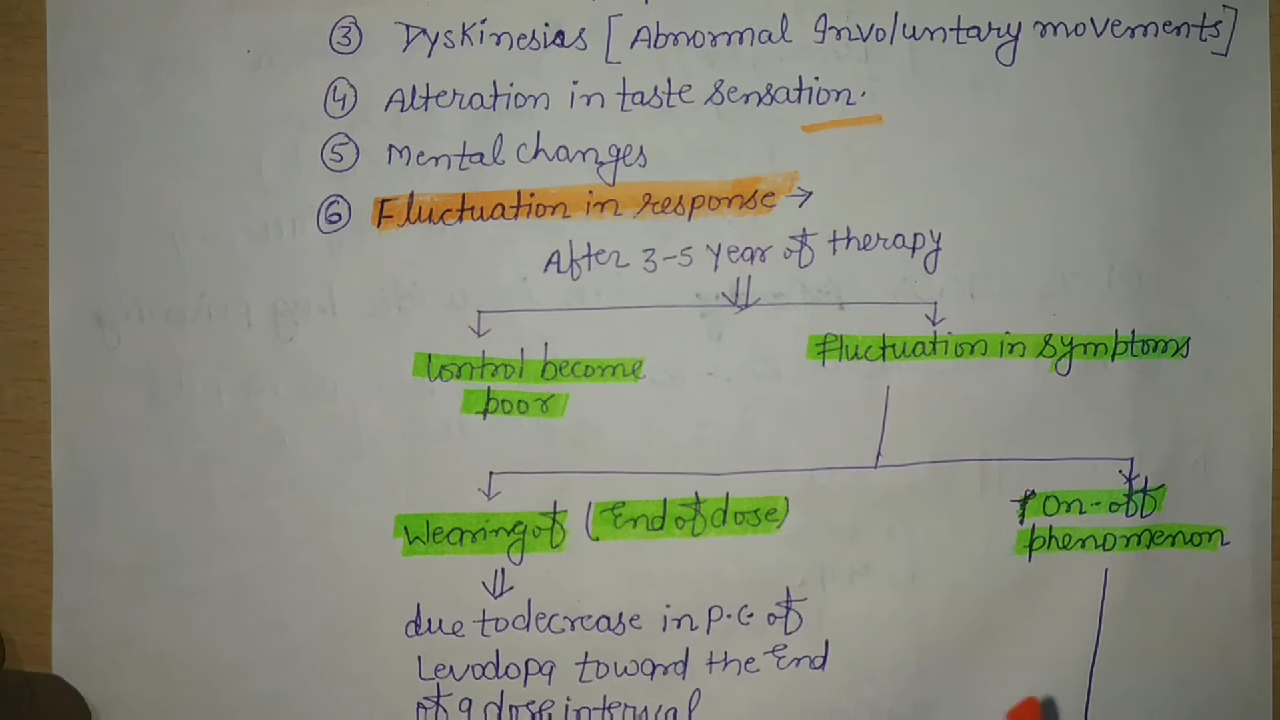 ③ Dyskinesias [Abnormal Involuntary movements]
④ Alteration in taste sensation.
⑤ Mental changes
⑥ Fluctuation in response →
After 3-5 year of therapy
Control become
poor
Fluctuation in symptoms
Wearing of (End of dose)
on-off
phenomenon
due to decrease in P.C of
Levodopa toward the End
of a dose interval